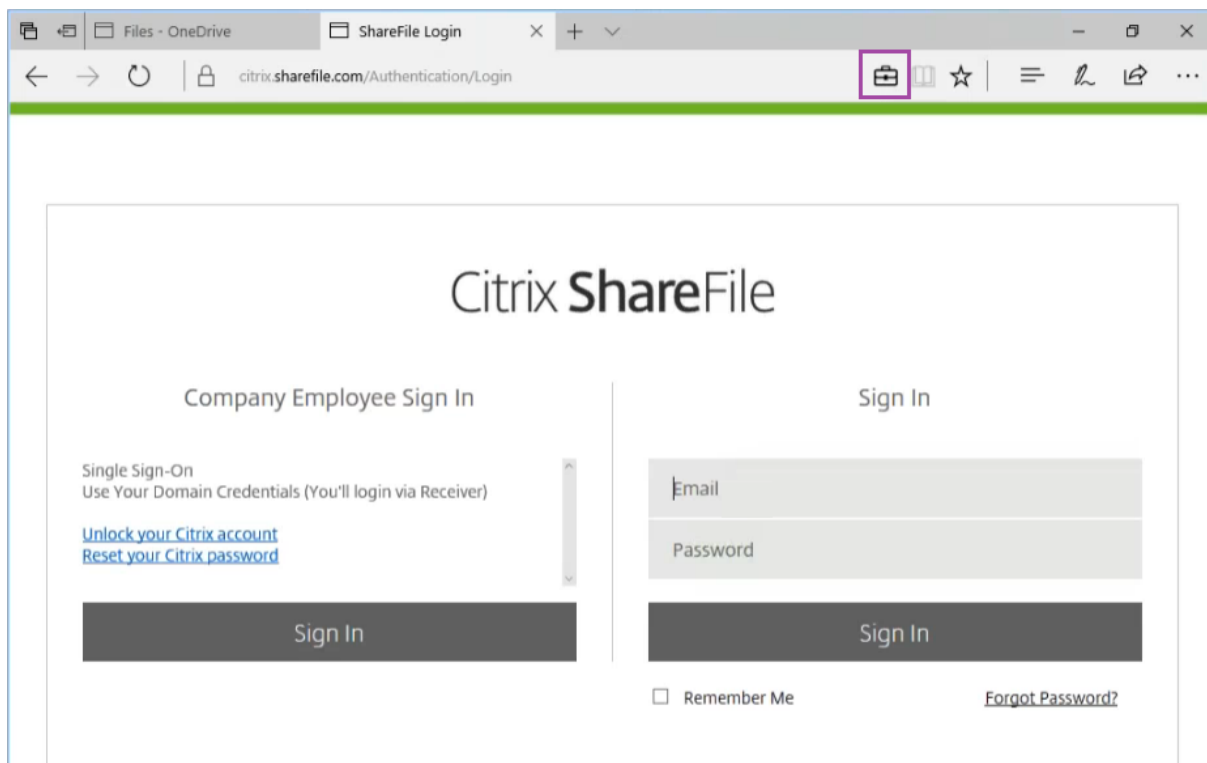 Files - OneDrive
ShareFile Login
citrix.sharefile.com/Authentication/Login
Citrix ShareFile
Company Employee Sign In
Single Sign-On
Use Your Domain Credentials (You'll login via Receiver)
Unlock your Citrix account
Reset your Citrix password
Sign In
Sign In
Email
Password
Sign In
Remember Me
Forgot Password?